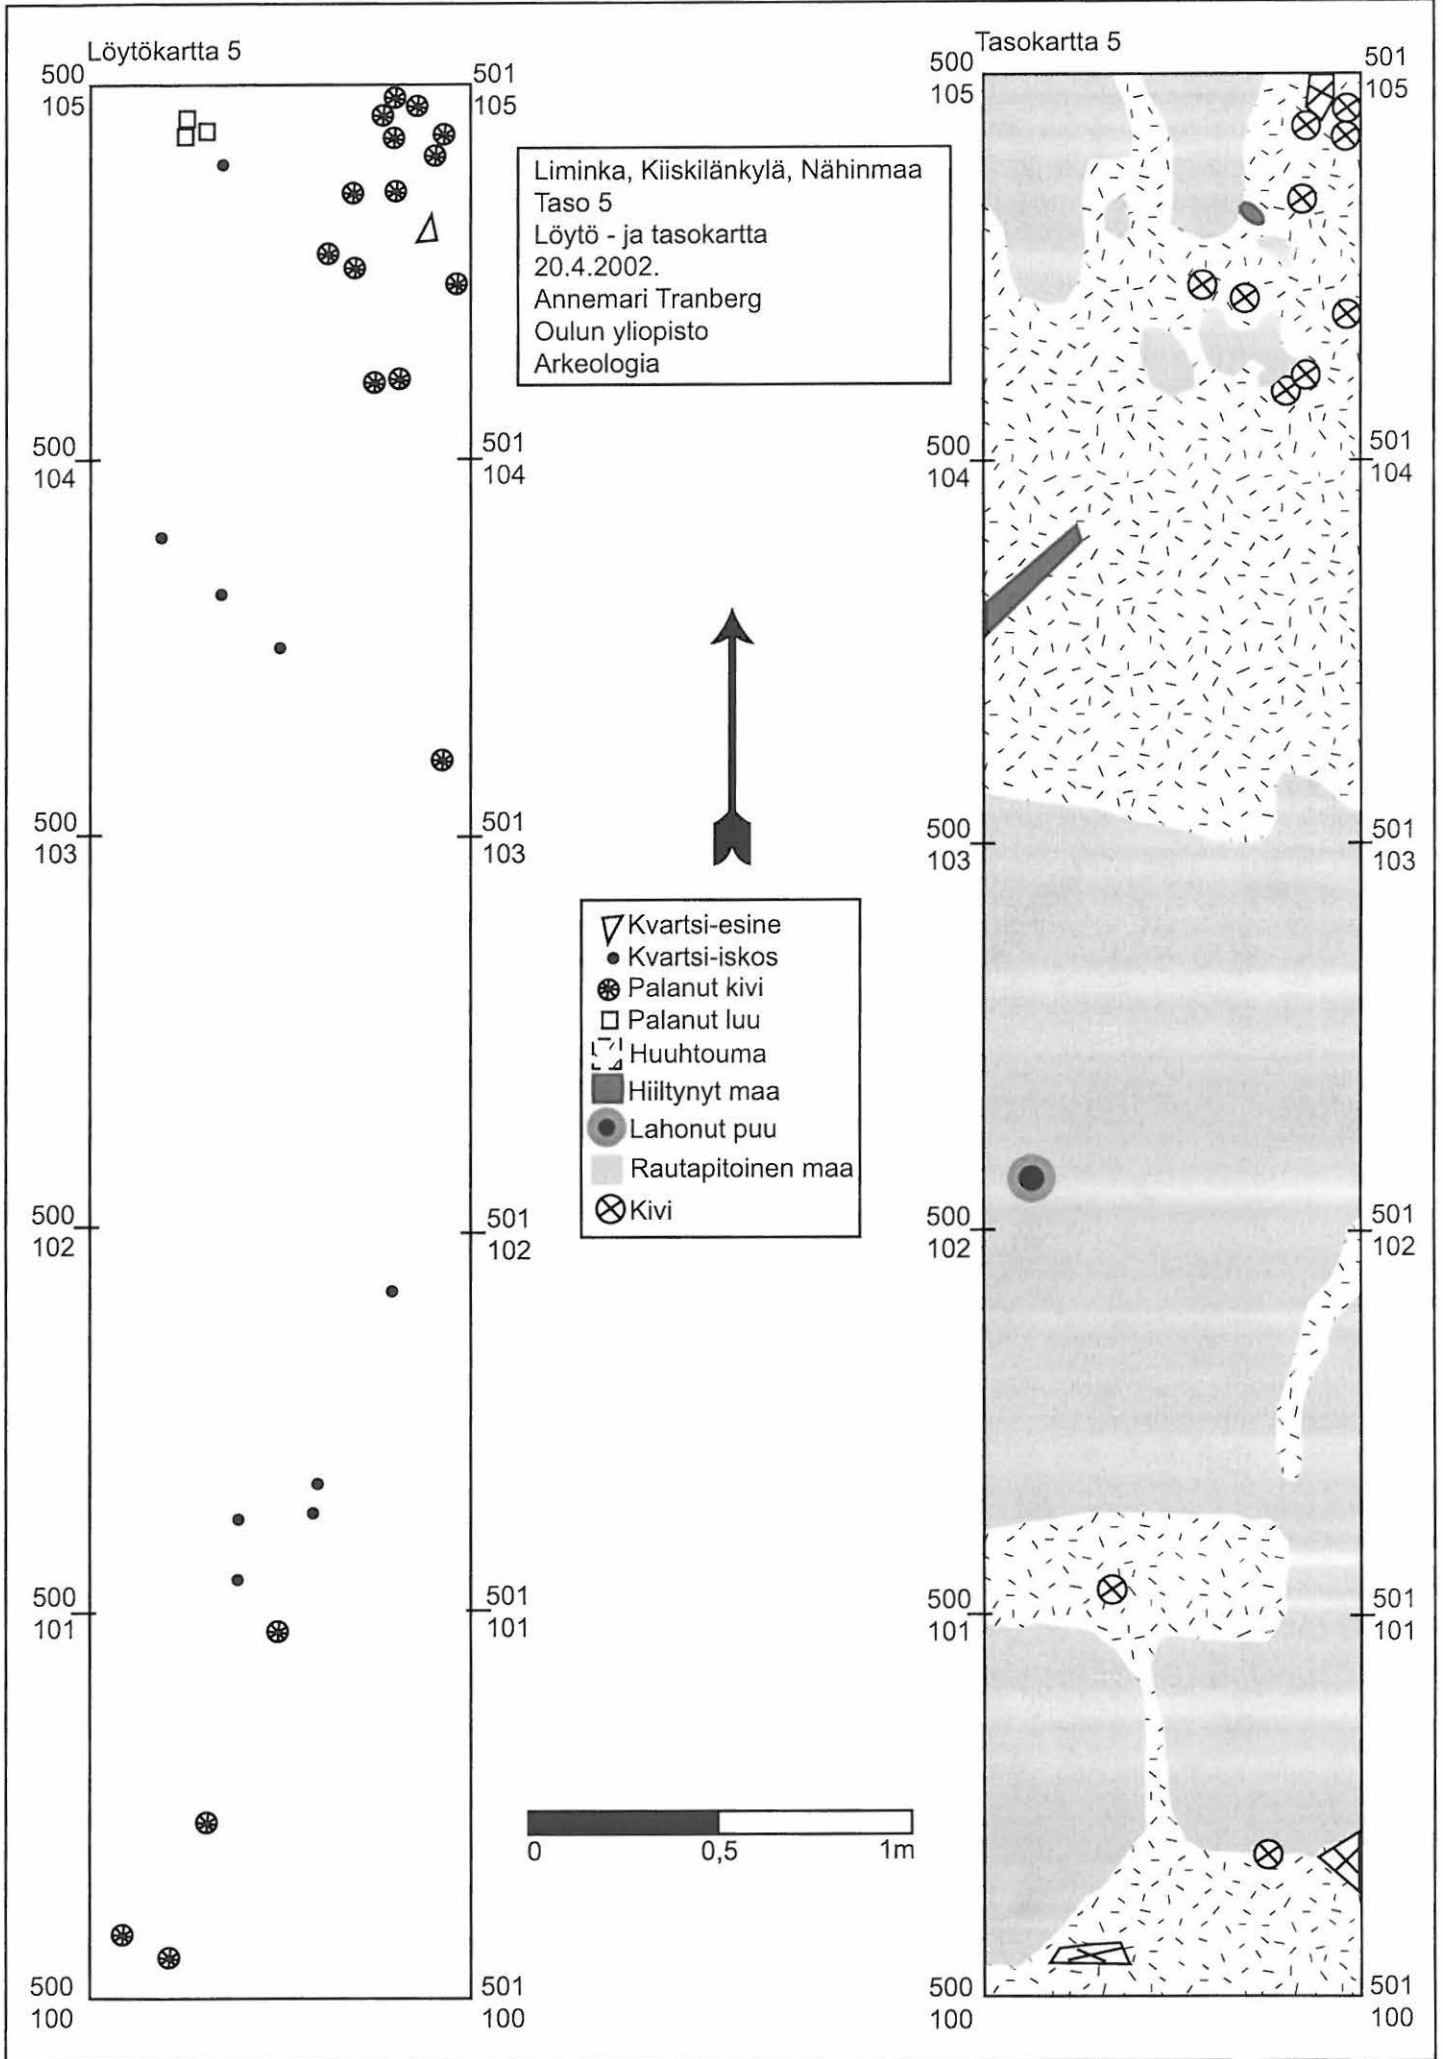 Löytökartta 5
500
105
501
105
500
104
501
104
500
103
501
103
500
102
501
102
500
101
501
101
500
100
501
100
Liminka, Kiiskilänkylä, Nähinmaa
Taso 5
Löytö - ja tasokartta
20.4.2002.
Annemari Tranberg
Oulun yliopisto
Arkeologia
Kvartsi-esine
Kvartsi-iskos
Palanut kivi
Palanut luu
Huuhtouma
Hiiltynyt maa
Lahonut puu
Rautapitoinen maa
Kivi
0 0,5 1m
Tasokartta 5
500
105
501
105
500
104
501
104
500
103
501
103
500
102
501
102
500
101
501
101
500
100
501
100